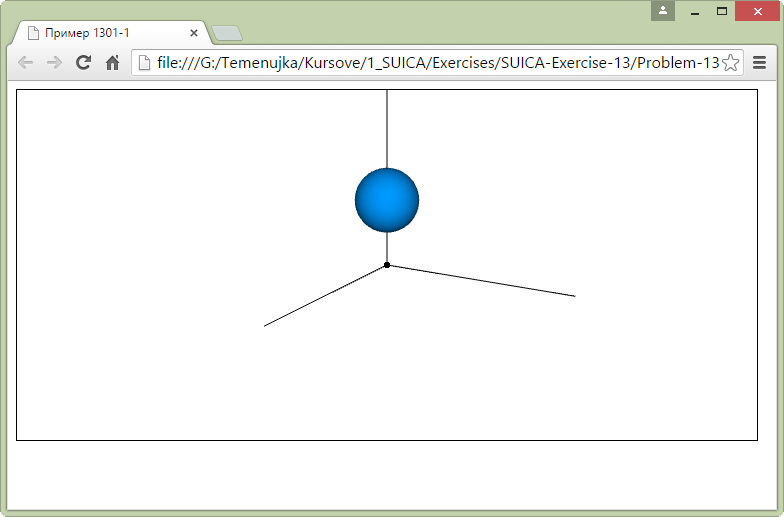 Пример 1301-1
file:///G:/Temenujka/Kursove/1_SUICA/Exercises/SUICA-Exercise-13/Problem-13